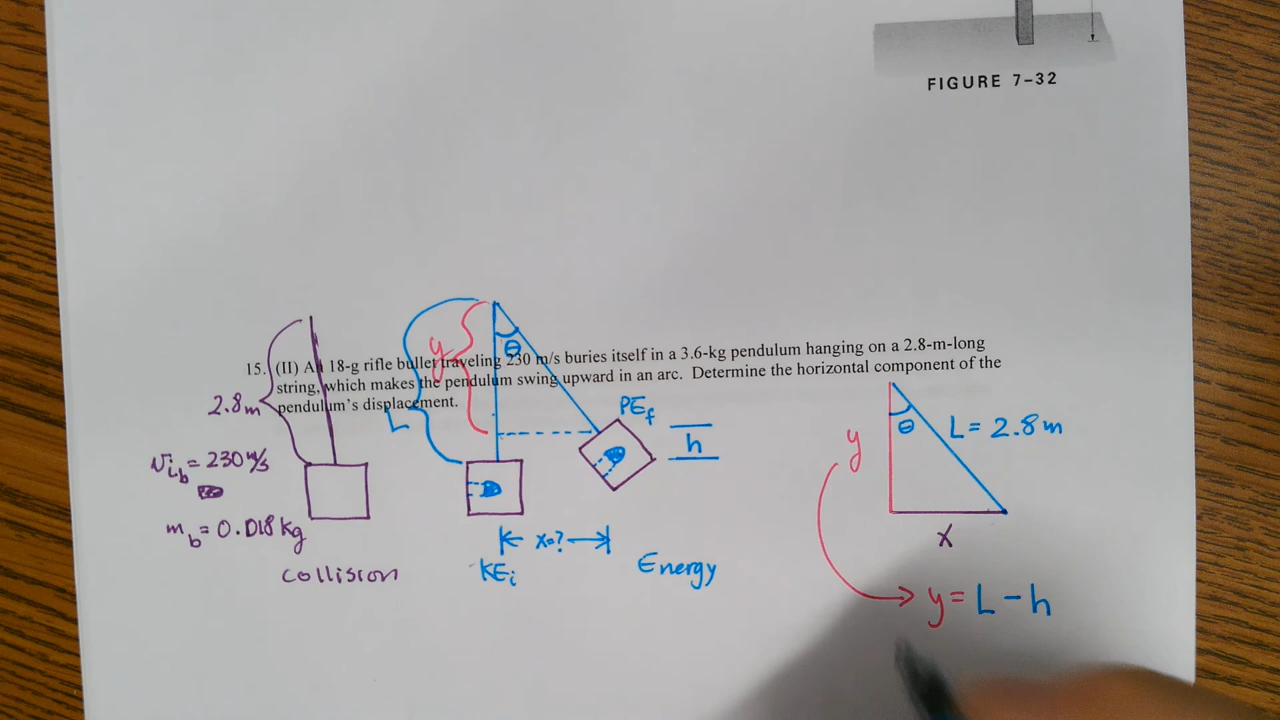 FIGURE 7–32
15. (II) An 18-g rifle bullet traveling 230 m/s buries itself in a 3.6-kg pendulum hanging on a 2.8-m-long
string, which makes the pendulum swing upward in an arc. Determine the horizontal component of the
pendulum's displacement.
2.8m
v_ib = 230 m/s
m_b = 0.018 kg
collision
L
y
θ
PE_f
h
x=?
KE_i
Energy
y
θ
L = 2.8m
x
y = L - h